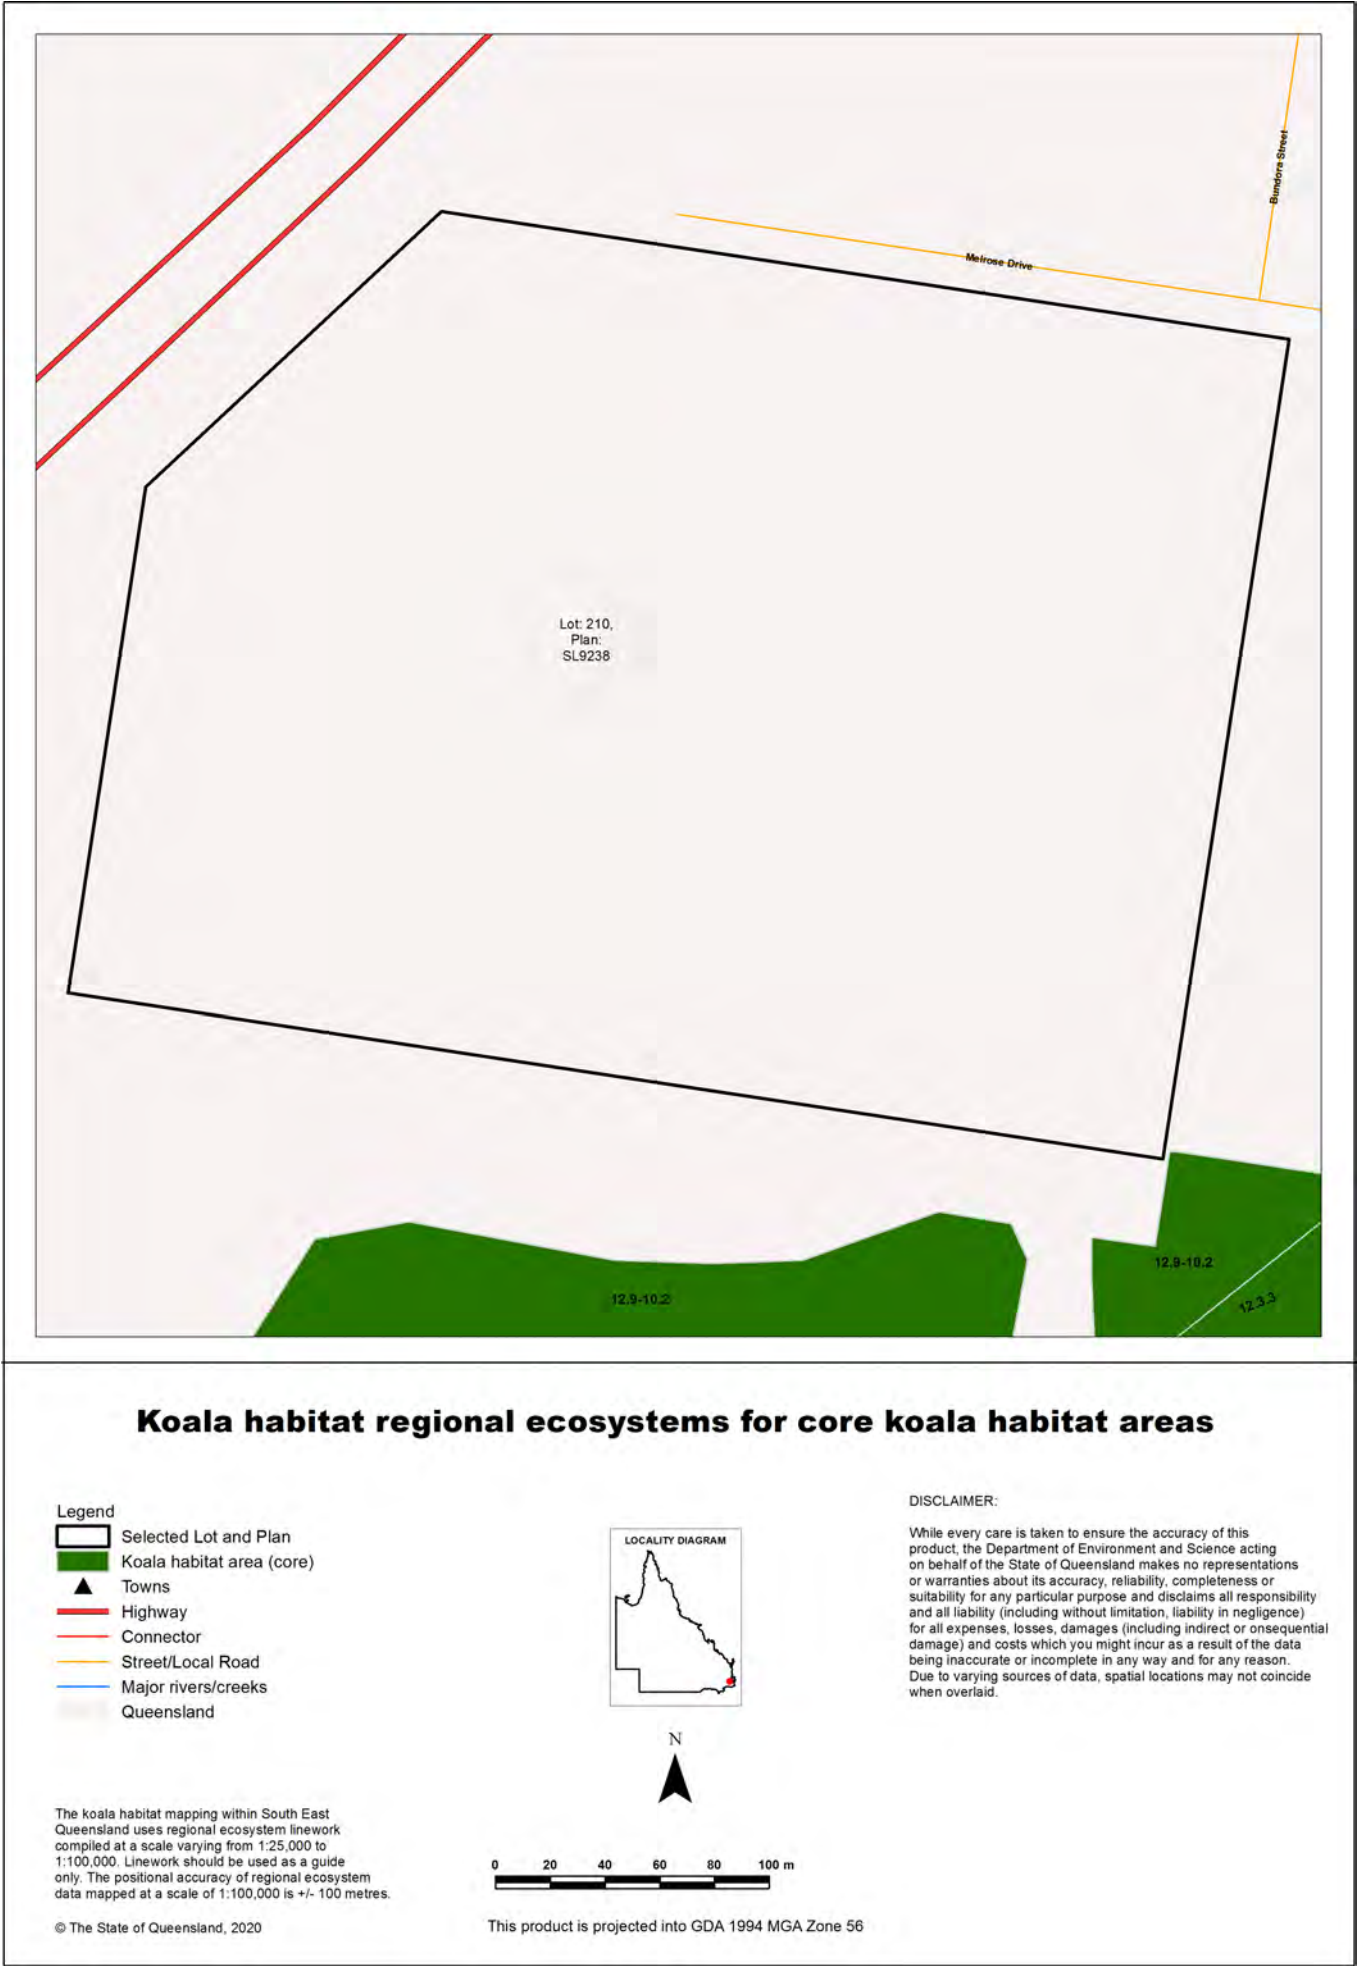 Bundora Street
Melrose Drive
Lot: 210,
Plan:
SL9238
12.9-10.2
12.9-10.2
12.3.3
Koala habitat regional ecosystems for core koala habitat areas
Legend
Selected Lot and Plan
Koala habitat area (core)
Towns
Highway
Connector
Street/Local Road
Major rivers/creeks
Queensland
The koala habitat mapping within South East
Queensland uses regional ecosystem linework
compiled at a scale varying from 1:25,000 to
1:100,000. Linework should be used as a guide
only. The positional accuracy of regional ecosystem
data mapped at a scale of 1:100,000 is +/- 100 metres.
© The State of Queensland, 2020
LOCALITY DIAGRAM
N
0 20 40 60 80 100 m
This product is projected into GDA 1994 MGA Zone 56
DISCLAIMER:
While every care is taken to ensure the accuracy of this
product, the Department of Environment and Science acting
on behalf of the State of Queensland makes no representations
or warranties about its accuracy, reliability, completeness or
suitability for any particular purpose and disclaims all responsibility
and all liability (including without limitation, liability in negligence)
for all expenses, losses, damages (including indirect or onsequential
damage) and costs which you might incur as a result of the data
being inaccurate or incomplete in any way and for any reason.
Due to varying sources of data, spatial locations may not coincide
when overlaid.